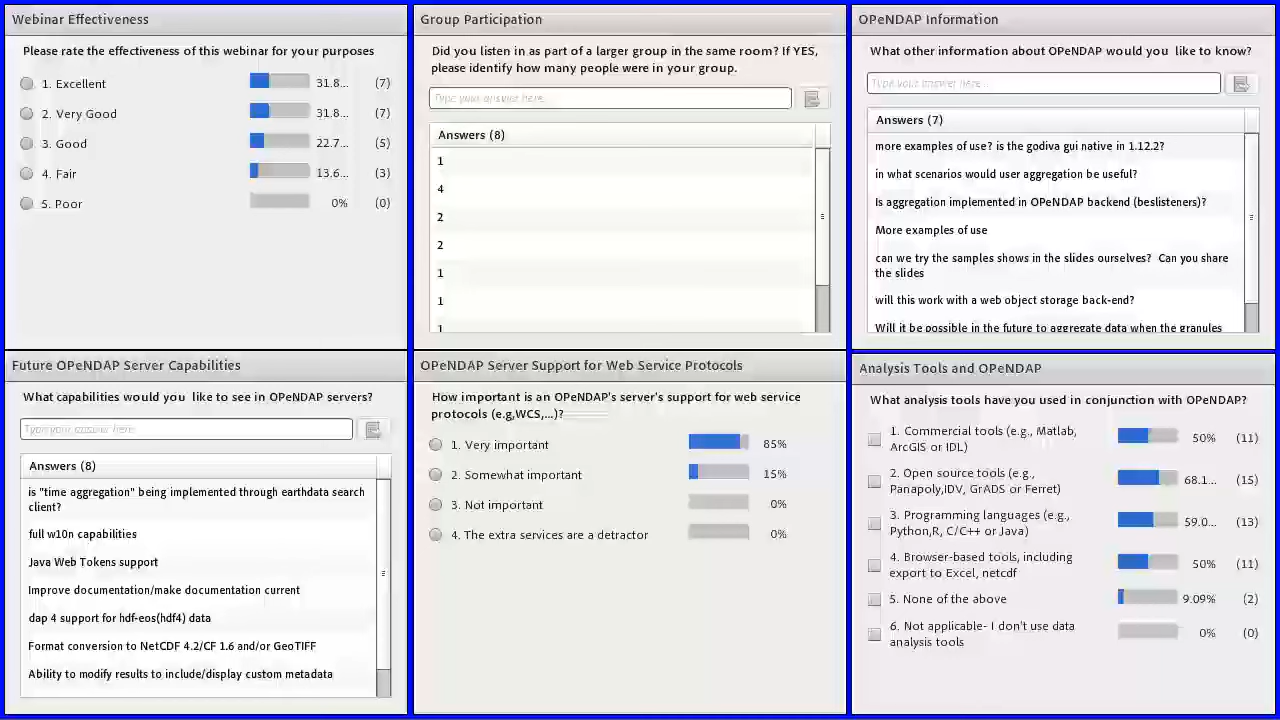 Webinar Effectiveness
Please rate the effectiveness of this webinar for your purposes
1. Excellent 31.8... (7)
2. Very Good 31.8... (7)
3. Good 22.7... (5)
4. Fair 13.6... (3)
5. Poor 0% (0)
Group Participation
Did you listen in as part of a larger group in the same room? If YES,
please identify how many people were in your group.
Type your answer here...
Answers (8)
1
4
2
2
1
1
1
OPeNDAP Information
What other information about OPeNDAP would you like to know?
Type your answer here...
Answers (7)
more examples of use? is the godiva gui native in 1.12.2?
in what scenarios would user aggregation be useful?
Is aggregation implemented in OPeNDAP backend (beslisteners)?
More examples of use
can we try the samples shows in the slides ourselves? Can you share
the slides
will this work with a web object storage back-end?
Will it be possible in the future to aggregate data when the granules
Future OPeNDAP Server Capabilities
What capabilities would you like to see in OPeNDAP servers?
Type your answer here...
Answers (8)
is "time aggregation" being implemented through earthdata search
client?
full w10n capabilities
Java Web Tokens support
Improve documentation/make documentation current
dap 4 support for hdf-eos(hdf4) data
Format conversion to NetCDF 4.2/CF 1.6 and/or GeoTIFF
Ability to modify results to include/display custom metadata
OPeNDAP Server Support for Web Service Protocols
How important is an OPeNDAP's server's support for web service
protocols (e.g,WCS,...)?
1. Very important 85%
2. Somewhat important 15%
3. Not important 0%
4. The extra services are a detractor 0%
Analysis Tools and OPeNDAP
What analysis tools have you used in conjunction with OPeNDAP?
1. Commercial tools (e.g., Matlab,
ArcGIS or IDL) 50% (11)
2. Open source tools (e.g.,
Panapoly,IDV, GrADS or Ferret) 68.1... (15)
3. Programming languages (e.g.,
Python,R, C/C++ or Java) 59.0... (13)
4. Browser-based tools, including
export to Excel, netcdf 50% (11)
5. None of the above 9.09% (2)
6. Not applicable- I don't use data
analysis tools 0% (0)